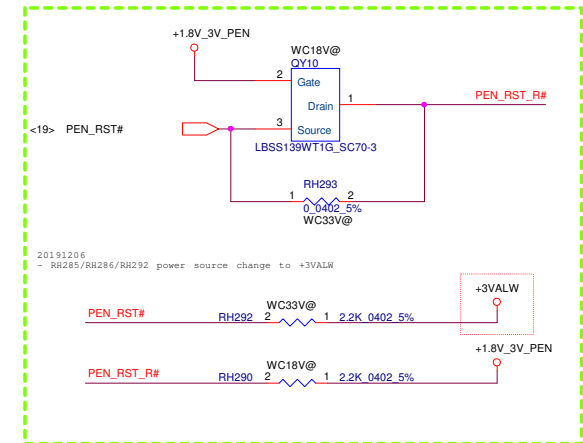 +1.8V_3V_PEN
WC18V@
QY10
2
Gate
Drain
1
PEN_RST_R#
<19> PEN_RST#
3
Source
LBSS139WT1G_SC70-3
RH293
1
2
0_0402_5%
WC33V@
20191206
- RH285/RH286/RH292 power source change to +3VALW
+3VALW
WC33V@
PEN_RST#
RH292
2
1
2.2K_0402_5%
+1.8V_3V_PEN
WC18V@
PEN_RST_R#
RH290
2
1
2.2K_0402_5%